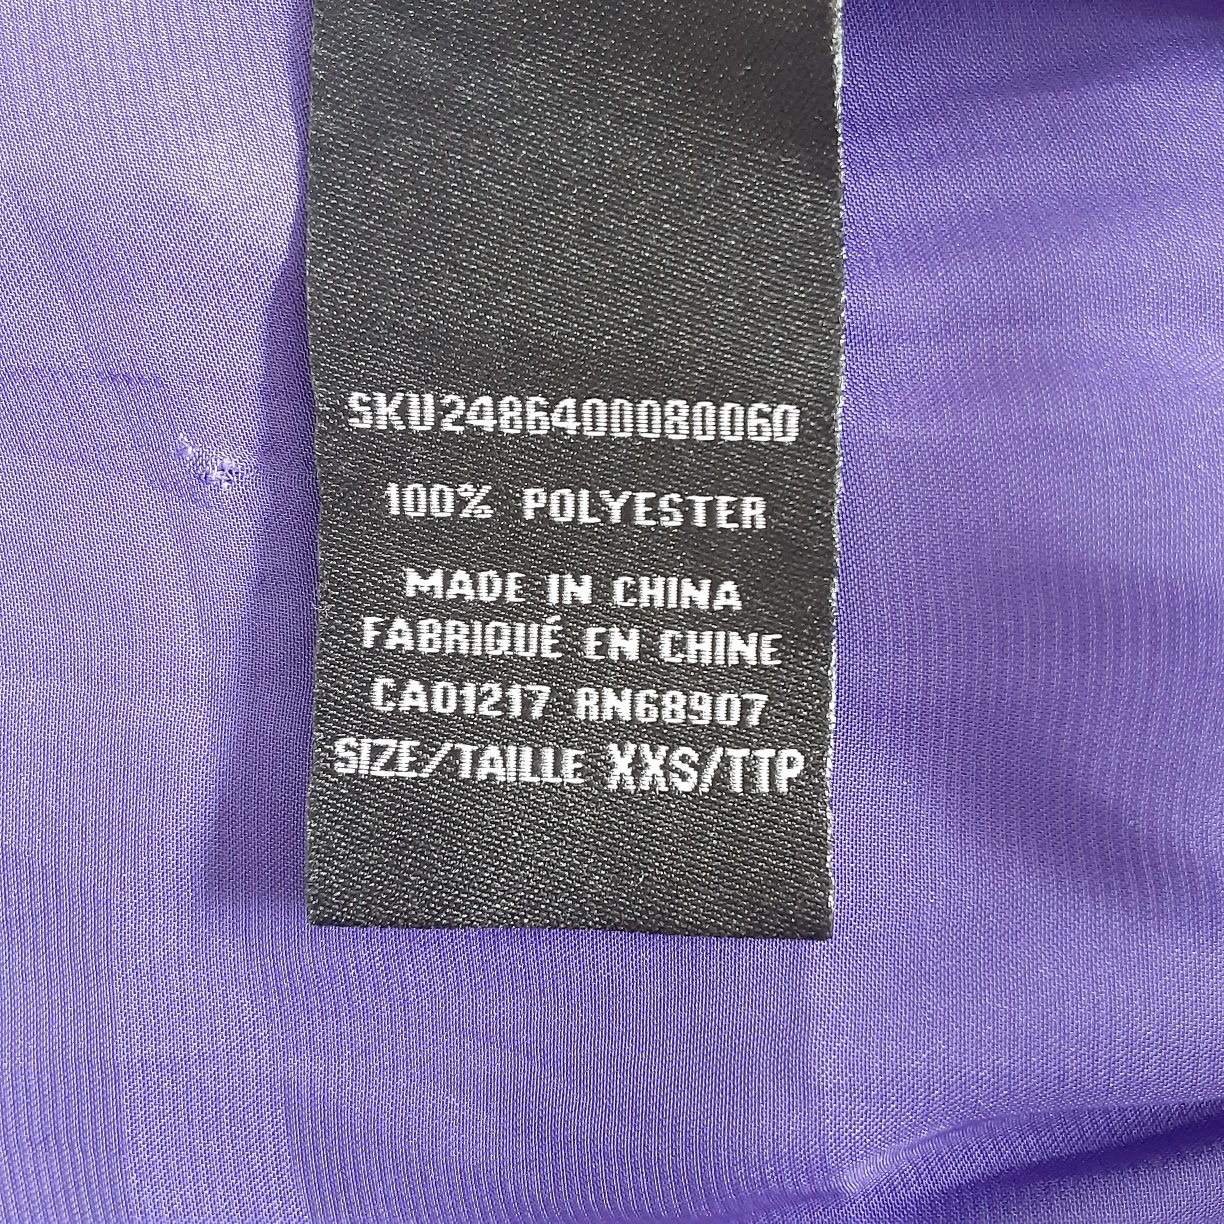 SKU2486400080060
100% POLYESTER
MADE IN CHINA
FABRIQUÉ EN CHINE
CA01217 RN68907
SIZE/TAILLE XXS/TTP